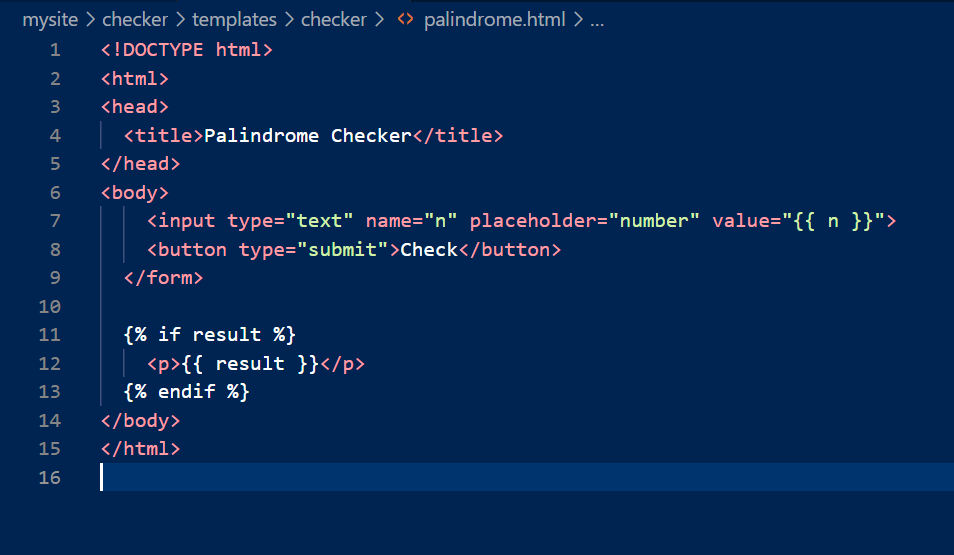 mysite > checker > templates > checker > <> palindrome.html > ...
1 <!DOCTYPE html>
2 <html>
3 <head>
4   <title>Palindrome Checker</title>
5 </head>
6 <body>
7     <input type="text" name="n" placeholder="number" value="{{ n }}">
8     <button type="submit">Check</button>
9   </form>
10
11   {% if result %}
12     <p>{{ result }}</p>
13   {% endif %}
14 </body>
15 </html>
16